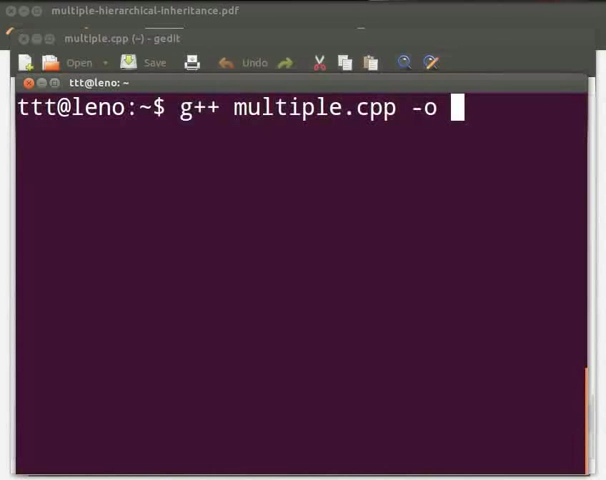 multiple-hierarchical-inheritance.pdf
multiple.cpp (~) - gedit
Open Save Undo
ttt@leno: ~
ttt@leno:~$ g++ multiple.cpp -o